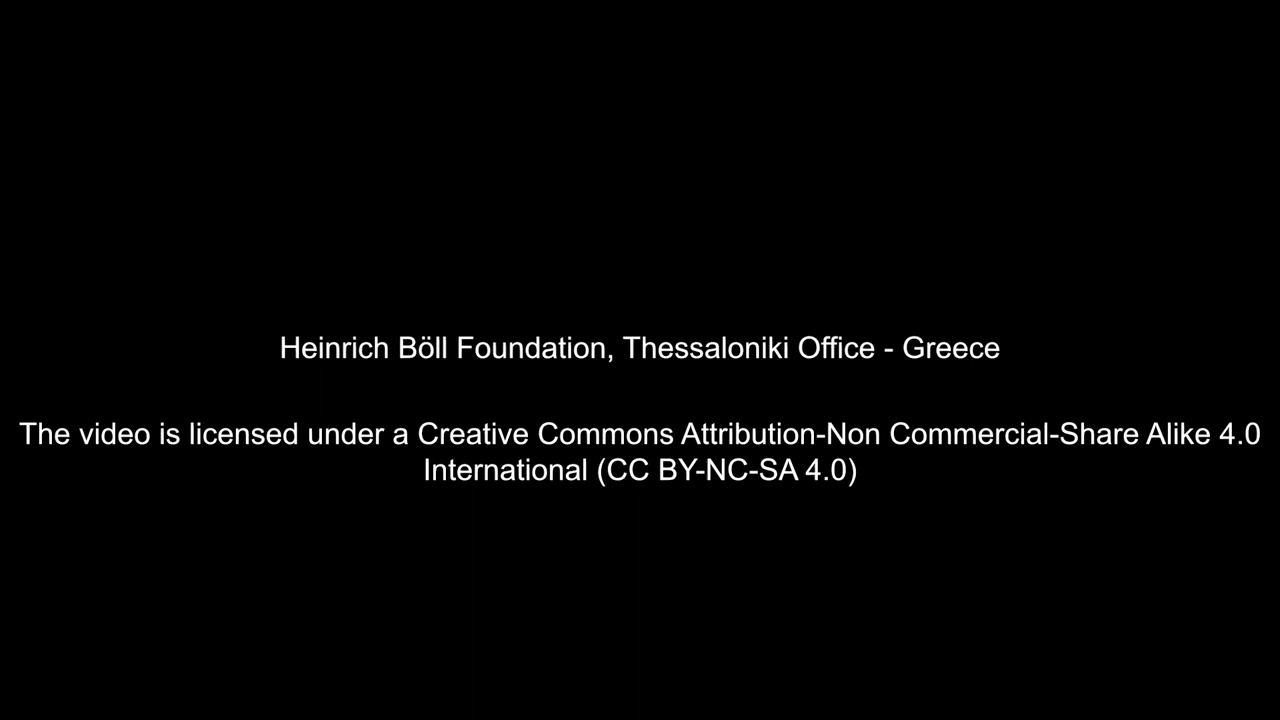 Heinrich Böll Foundation, Thessaloniki Office - Greece
The video is licensed under a Creative Commons Attribution-Non Commercial-Share Alike 4.0
International (CC BY-NC-SA 4.0)